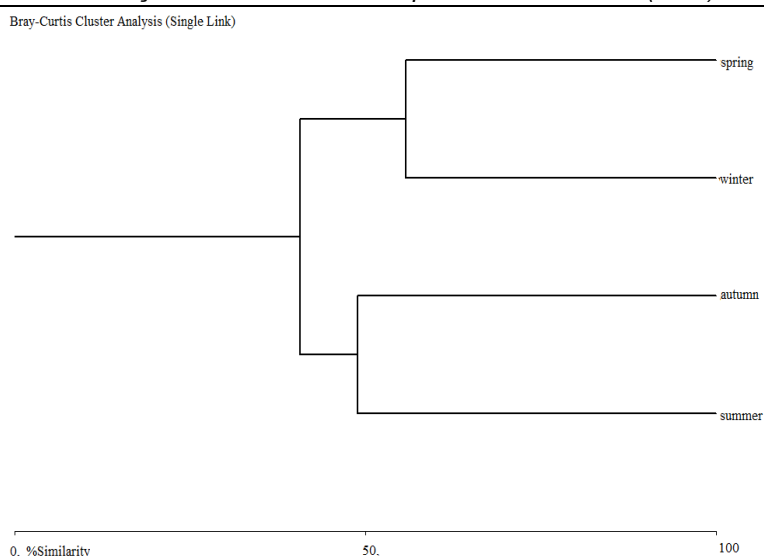 Bray-Curtis Cluster Analysis (Single Link)
spring
winter
autumn
summer
0. %Similarity 50. 100